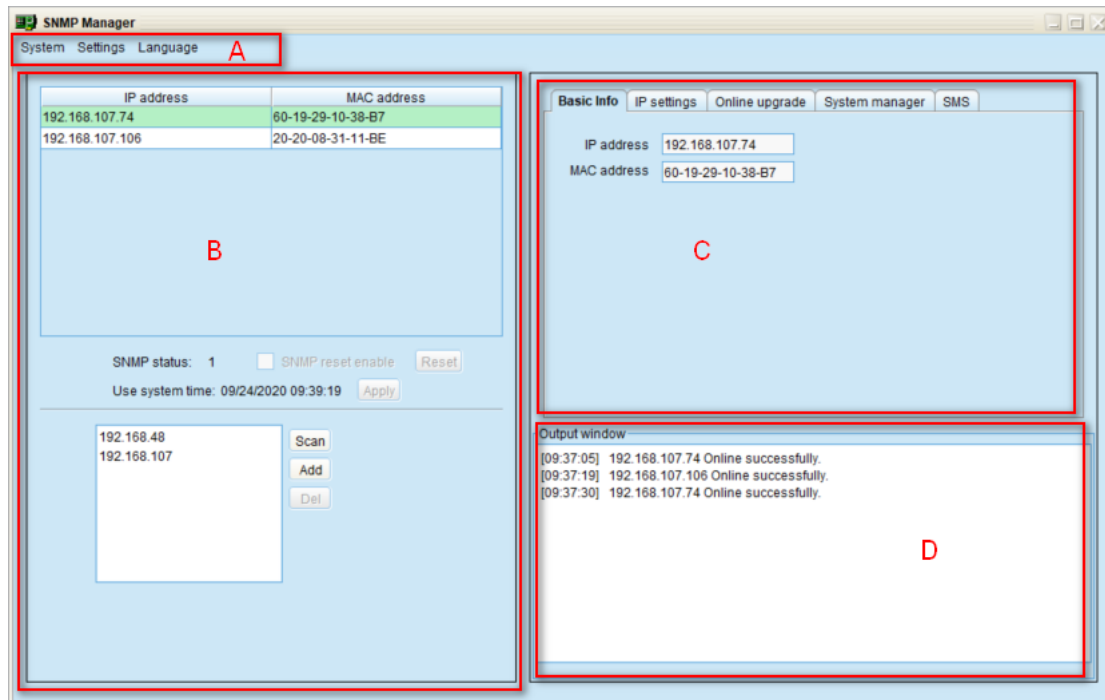 SNMP Manager
System Settings Language A
IP address MAC address
192.168.107.74 60-19-29-10-38-B7
192.168.107.106 20-20-08-31-11-BE
B
SNMP status: 1 SNMP reset enable Reset
Use system time: 09/24/2020 09:39:19 Apply
192.168.48
192.168.107
Scan
Add
Del
Basic Info IP settings Online upgrade System manager SMS
IP address 192.168.107.74
MAC address 60-19-29-10-38-B7
C
Output window
[09:37:05] 192.168.107.74 Online successfully.
[09:37:19] 192.168.107.106 Online successfully.
[09:37:30] 192.168.107.74 Online successfully.
D